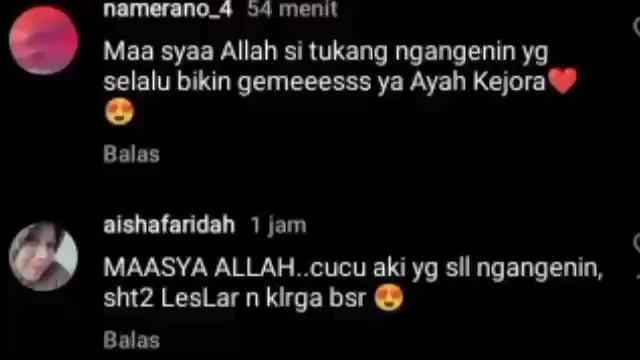 namerano_4 54 menit
Maa syaa Allah si tukang ngangenin yg
selalu bikin gemeeesss ya Ayah Kejora❤️
😍
Balas
aishafaridah 1 jam
MAASYA ALLAH..cucu aki yg sll ngangenin,
sht2 LesLar n klrga bsr 😍
Balas